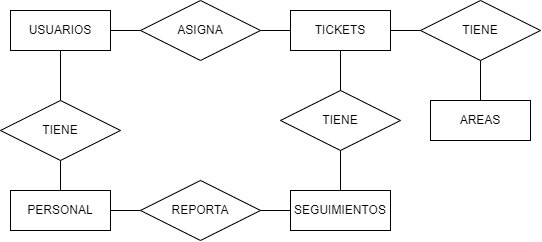 USUARIOS
ASIGNA
TICKETS
TIENE
TIENE
TIENE
AREAS
PERSONAL
REPORTA
SEGUIMIENTOS